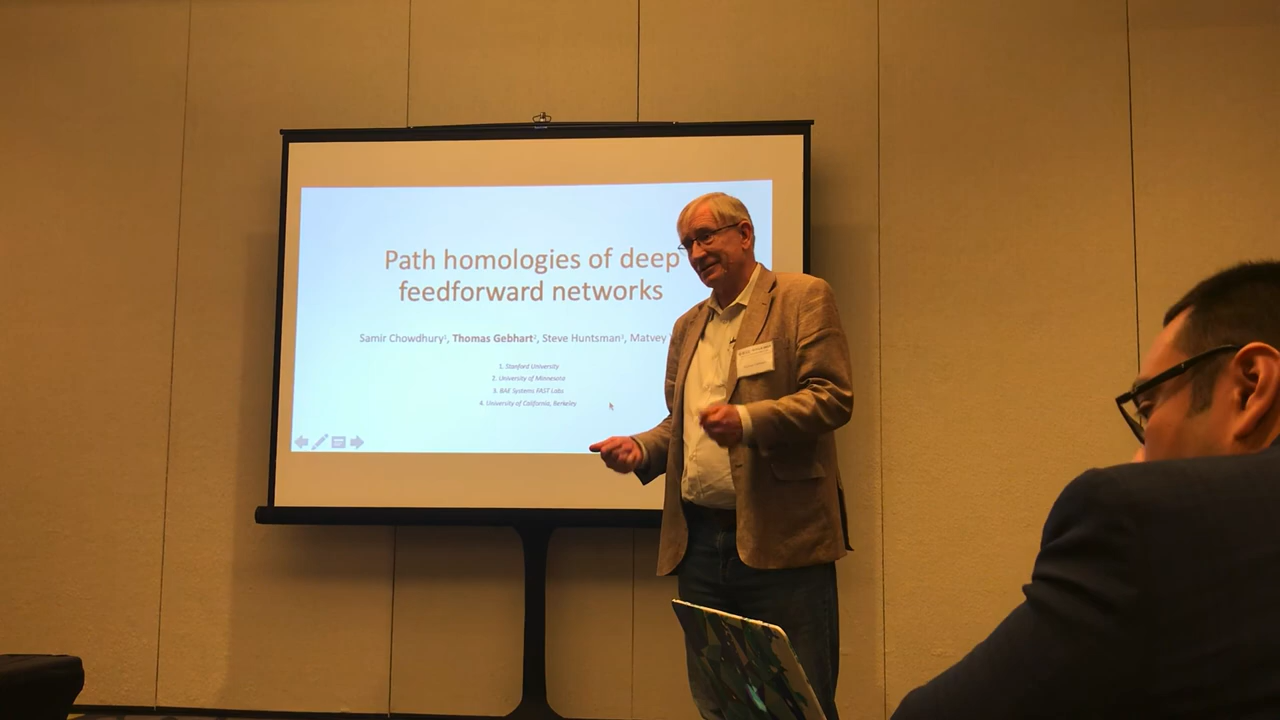 Path homologies of deep
feedforward networks
Samir Chowdhury¹, Thomas Gebhart², Steve Huntsman³, Matvey
1. Stanford University
2. University of Minnesota
3. BAE Systems FAST Labs
4. University of California, Berkeley